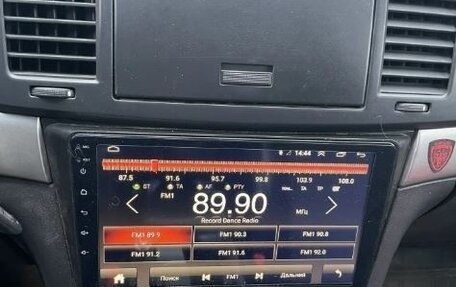 14:44
87.5 91.6 95.7 99.8 103.9 108.0
ST TA AF PTY TA TP
FM1 89.90 МГц
Record Dance Radio
FM1 89.9 FM1 90.3 FM1 90.8
FM1 91.2 FM1 91.6 FM1 92.0
Поиск FM1 Дальний